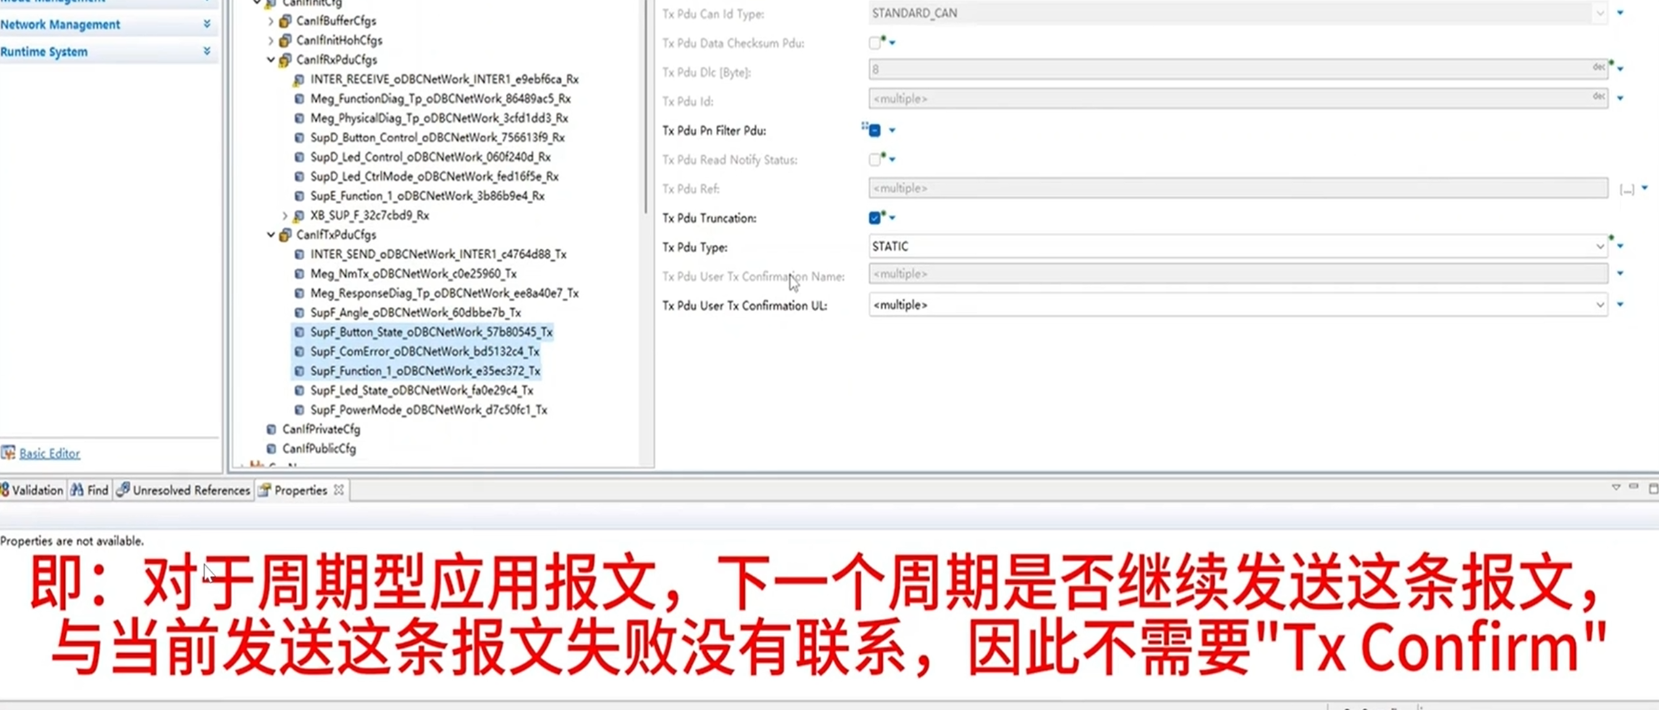 Network Management
Runtime System
Basic Editor
CanIfInitCfg
CanIfBufferCfgs
CanIfInitHohCfgs
CanIfRxPduCfgs
INTER_RECEIVE_oDBCNetWork_INTER1_e9ebf6ca_Rx
Meg_FunctionDiag_Tp_oDBCNetWork_86489ac5_Rx
Meg_PhysicalDiag_Tp_oDBCNetWork_3cfd1dd3_Rx
SupD_Button_Control_oDBCNetWork_756613f9_Rx
SupD_Led_Control_oDBCNetWork_060f240d_Rx
SupD_Led_CtrlMode_oDBCNetWork_fed16f5e_Rx
SupE_Function_1_oDBCNetWork_3b86b9e4_Rx
XB_SUP_F_32c7cbd9_Rx
CanIfTxPduCfgs
INTER_SEND_oDBCNetWork_INTER1_c4764d88_Tx
Meg_NmTx_oDBCNetWork_c0e25960_Tx
Meg_ResponseDiag_Tp_oDBCNetWork_ee8a40e7_Tx
SupF_Angle_oDBCNetWork_60dbbe7b_Tx
SupF_Button_State_oDBCNetWork_57b80545_Tx
SupF_ComError_oDBCNetWork_bd5132c4_Tx
SupF_Function_1_oDBCNetWork_e35ec372_Tx
SupF_Led_State_oDBCNetWork_fa0e29c4_Tx
SupF_PowerMode_oDBCNetWork_d7c50fc1_Tx
CanIfPrivateCfg
CanIfPublicCfg
Tx Pdu Can Id Type: STANDARD_CAN
Tx Pdu Data Checksum Pdu:
Tx Pdu Dlc [Byte]: 8 dec
Tx Pdu Id: <multiple> dec
Tx Pdu Pn Filter Pdu:
Tx Pdu Read Notify Status:
Tx Pdu Ref: <multiple> [...]
Tx Pdu Truncation:
Tx Pdu Type: STATIC
Tx Pdu User Tx Confirmation Name: <multiple>
Tx Pdu User Tx Confirmation UL: <multiple>
Validation Find Unresolved References Properties
Properties are not available.
即：对于周期型应用报文，下一个周期是否继续发送这条报文，
与当前发送这条报文失败没有联系，因此不需要"Tx Confirm"